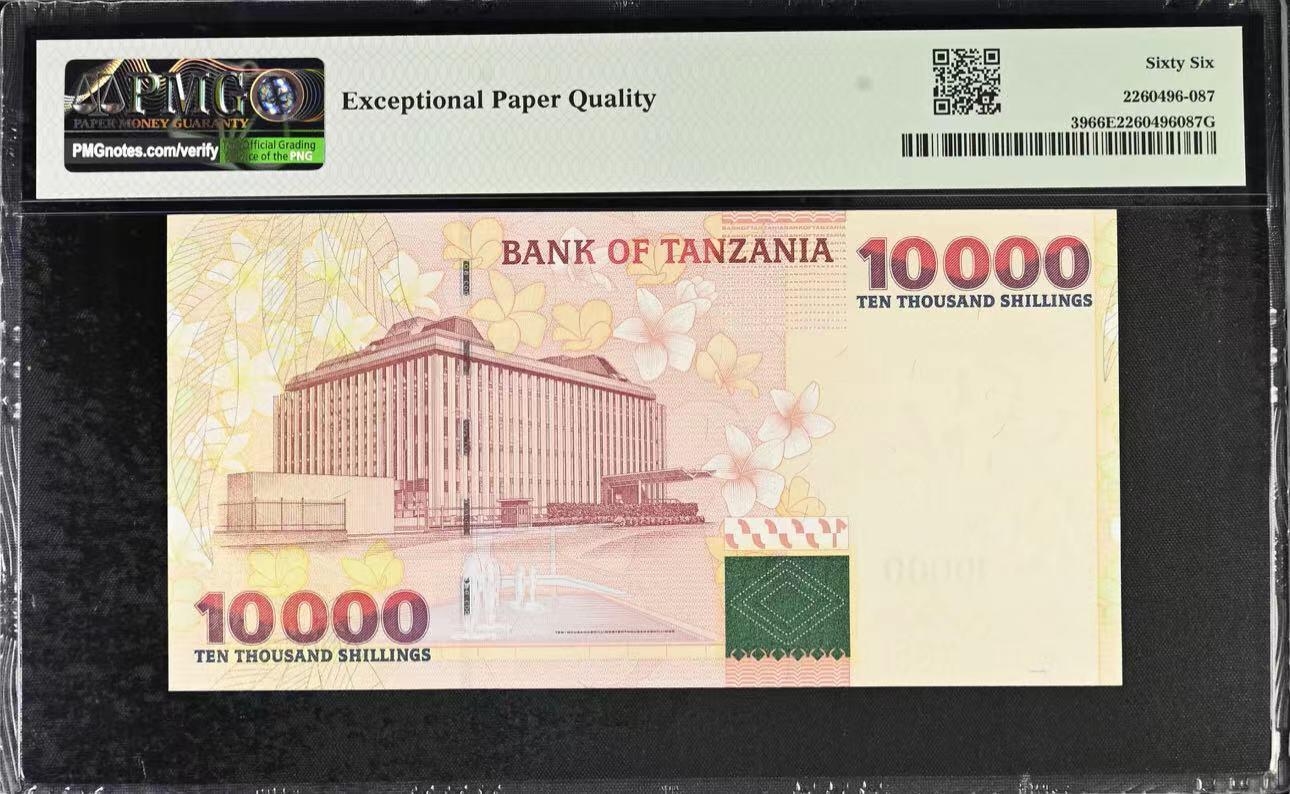 PMG
PAPER MONEY GUARANTY
PMGnotes.com/verify
Official Grading
of the PNG
Exceptional Paper Quality
Sixty Six
2260496-087
3966E2260496087G
BANK OF TANZANIA
10000
TEN THOUSAND SHILLINGS
10000
TEN THOUSAND SHILLINGS